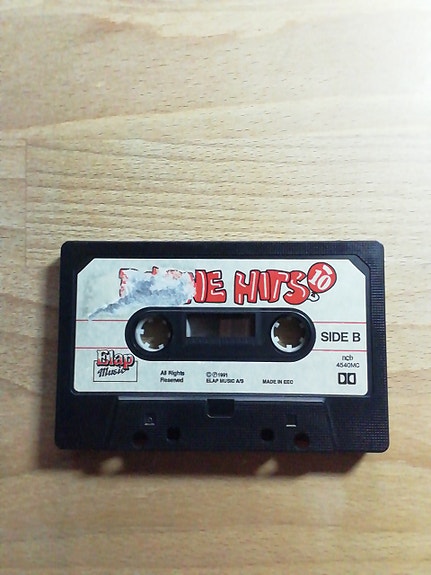 HITS
10
SIDE B
Elap
Music
All Rights
Reserved
©℗1991
ELAP MUSIC A/S
MADE IN EEC
ncb
4540MC